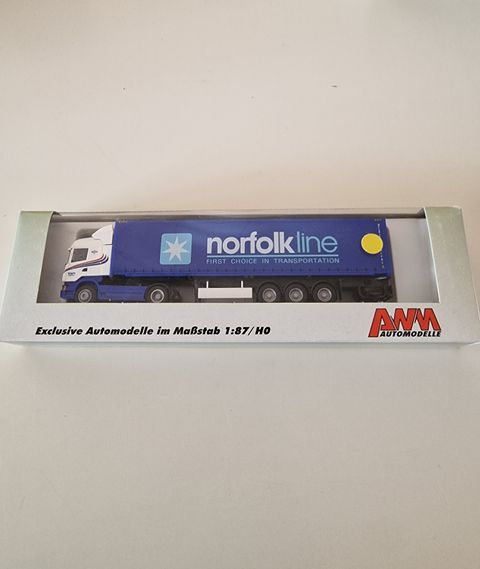 norfolkline
FIRST CHOICE IN TRANSPORTATION
Exclusive Automodelle im Maßstab 1:87/H0
AWM
AUTOMODELLE